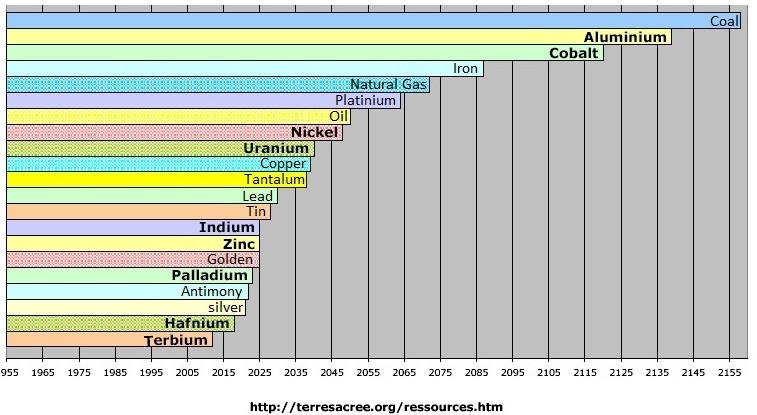 Coal
Aluminium
Cobalt
Iron
Natural Gas
Platinium
Oil
Nickel
Uranium
Copper
Tantalum
Lead
Tin
Indium
Zinc
Golden
Palladium
Antimony
silver
Hafnium
Terbium
955 1965 1975 1985 1995 2005 2015 2025 2035 2045 2055 2065 2075 2085 2095 2105 2115 2125 2135 2145 2155
http://terresacree.org/ressources.htm